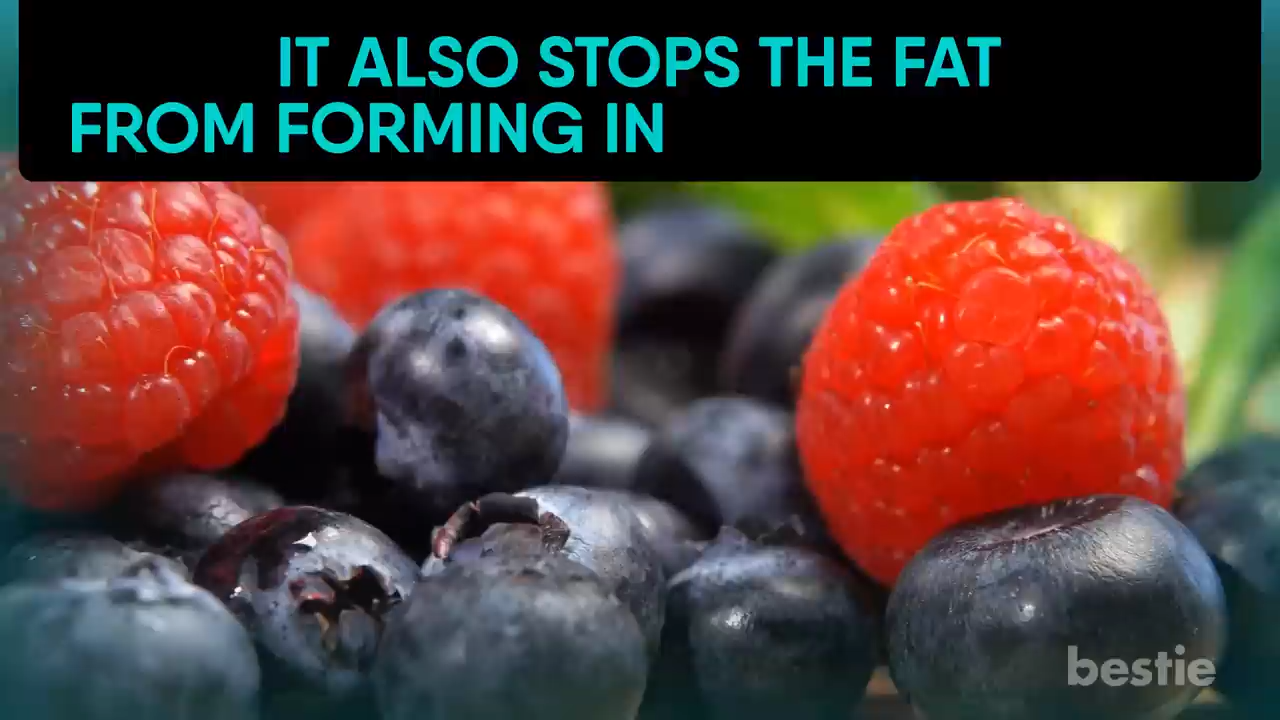 IT ALSO STOPS THE FAT
FROM FORMING IN
bestie